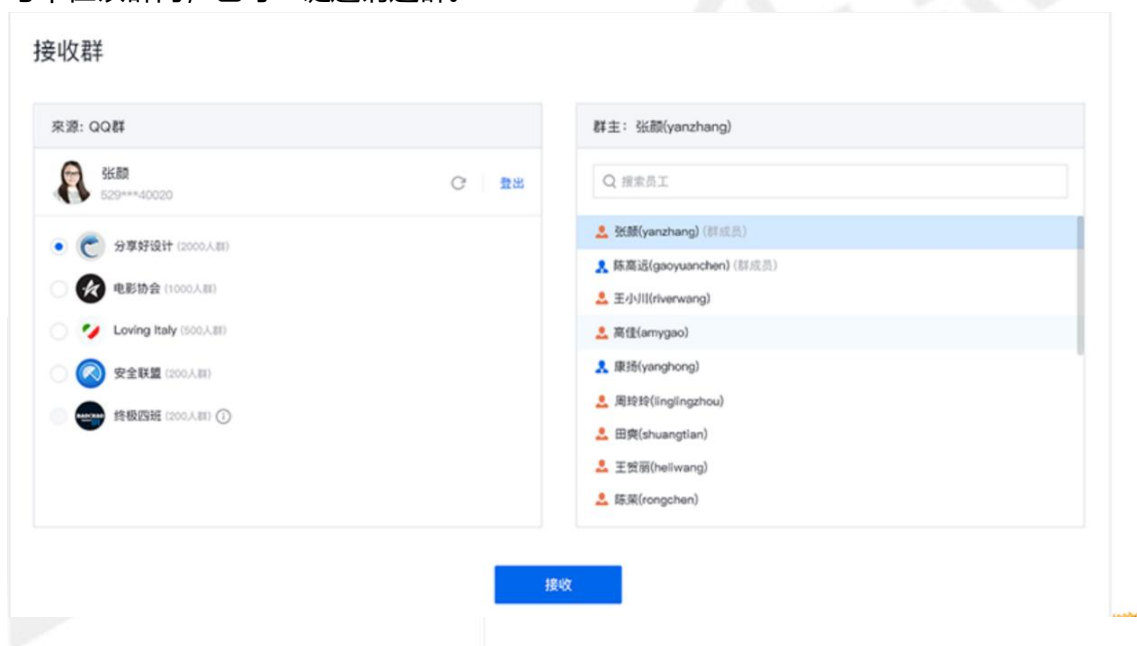 接收群
来源: QQ群
张颜
529***40020
登出
分享好设计 (2000人群)
电影协会 (1000人群)
Loving Italy (500人群)
安全联盟 (200人群)
终极四班 (200人群)
群主： 张颜(yanzhang)
搜索员工
张颜(yanzhang) (群成员)
陈高远(gaoyuanchen) (群成员)
王小川(riverwang)
高佳(amygao)
康扬(yanghong)
周玲玲(linglingzhou)
田爽(shuangtian)
王贺丽(heliwang)
陈荣(rongchen)
接收